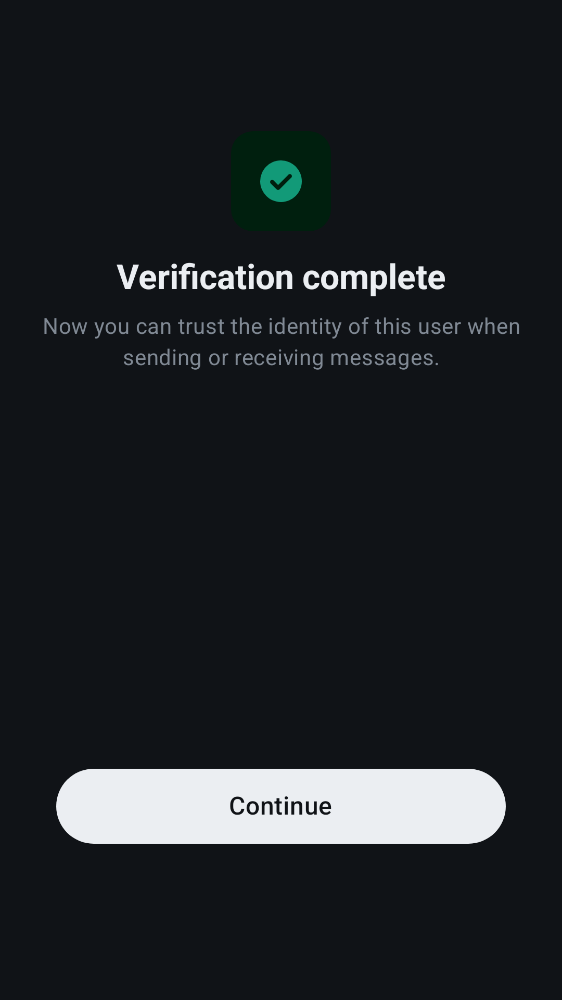 Verification complete
Now you can trust the identity of this user when
sending or receiving messages.
Continue